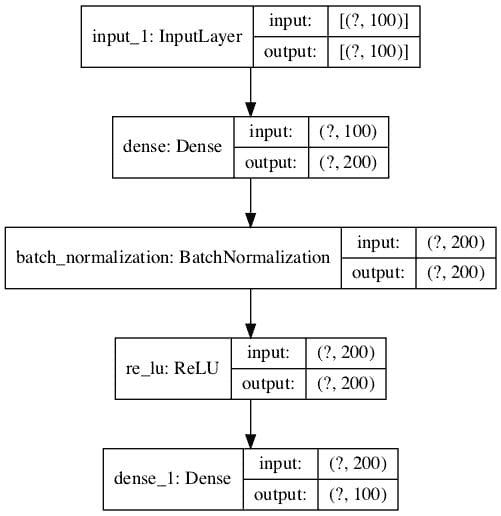 input_1: InputLayer
input: [(?, 100)]
output: [(?, 100)]
dense: Dense
input: (?, 100)
output: (?, 200)
batch_normalization: BatchNormalization
input: (?, 200)
output: (?, 200)
re_lu: ReLU
input: (?, 200)
output: (?, 200)
dense_1: Dense
input: (?, 200)
output: (?, 100)